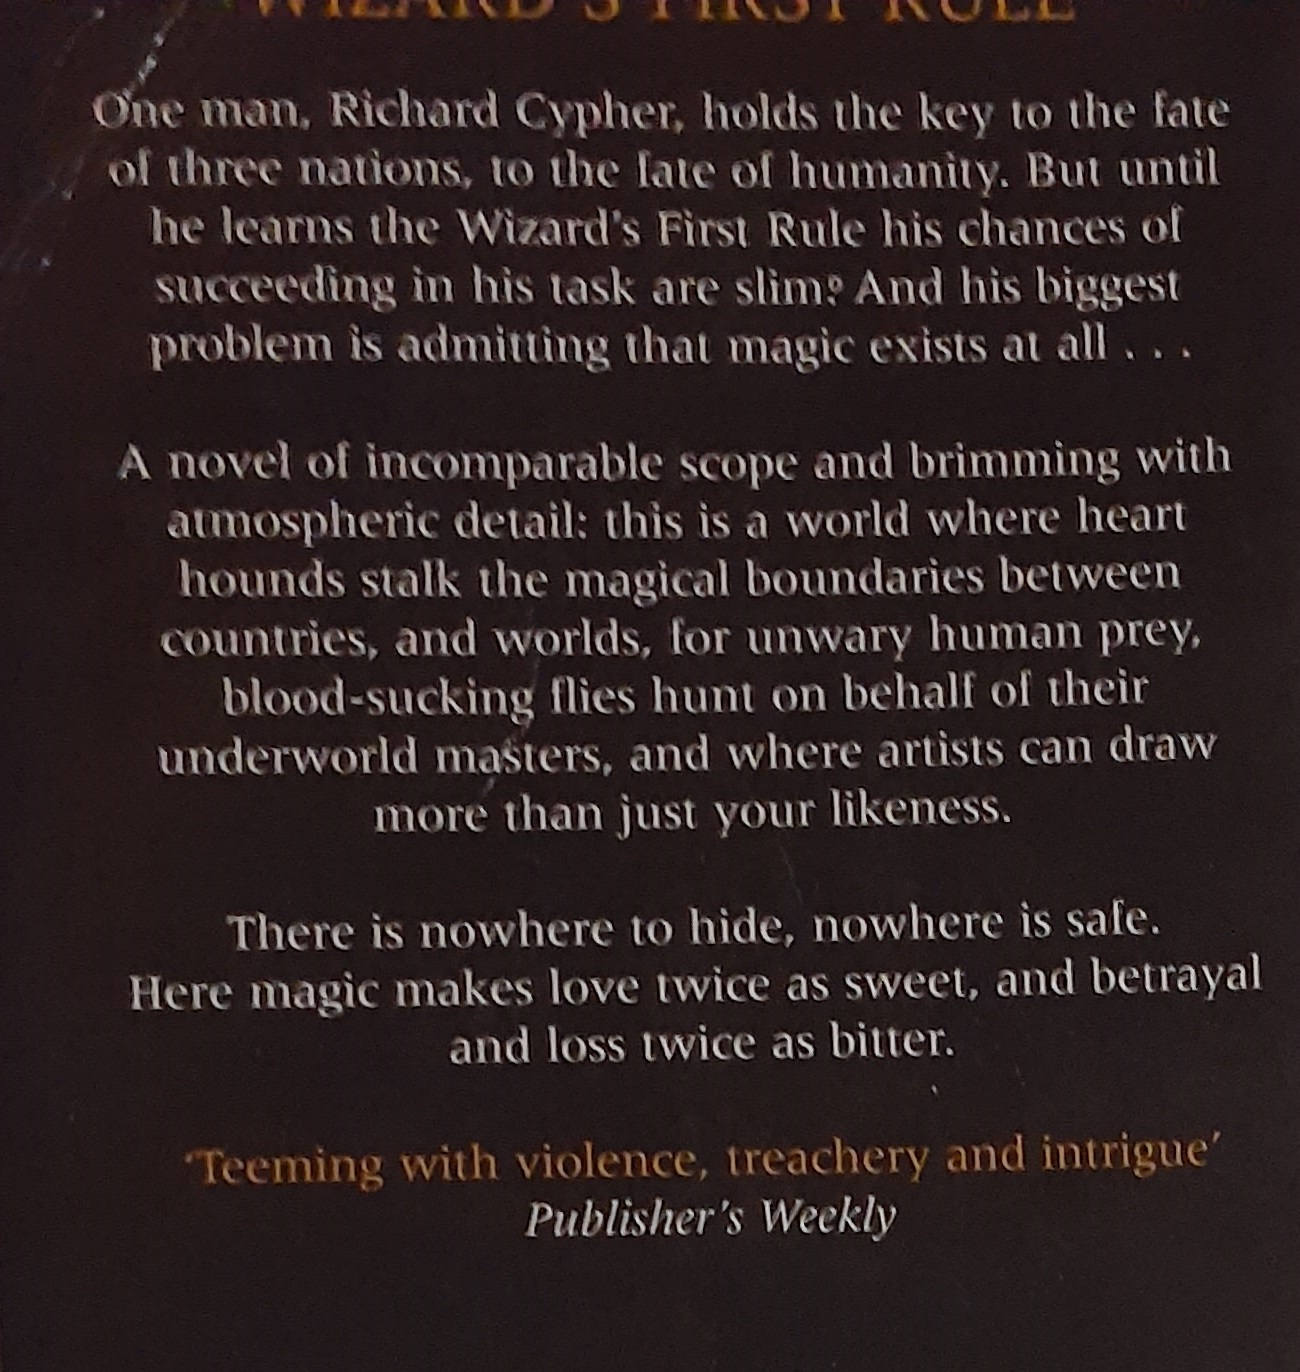 WIZARD'S FIRST RULE
One man, Richard Cypher, holds the key to the fate
of three nations, to the fate of humanity. But until
he learns the Wizard's First Rule his chances of
succeeding in his task are slim? And his biggest
problem is admitting that magic exists at all . . .
A novel of incomparable scope and brimming with
atmospheric detail: this is a world where heart
hounds stalk the magical boundaries between
countries, and worlds, for unwary human prey,
blood-sucking flies hunt on behalf of their
underworld masters, and where artists can draw
more than just your likeness.
There is nowhere to hide, nowhere is safe.
Here magic makes love twice as sweet, and betrayal
and loss twice as bitter.
'Teeming with violence, treachery and intrigue'
Publisher's Weekly